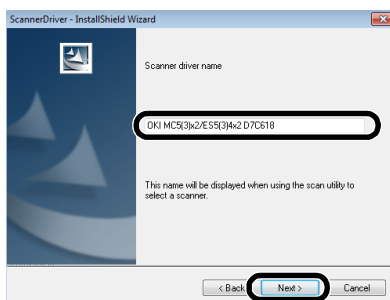 ScannerDriver - InstallShield Wizard
Scanner driver name
OKI MC5(3)x2/ES5(3)4x2 D7C618
This name will be displayed when using the scan utility to
select a scanner.
< Back
Next >
Cancel